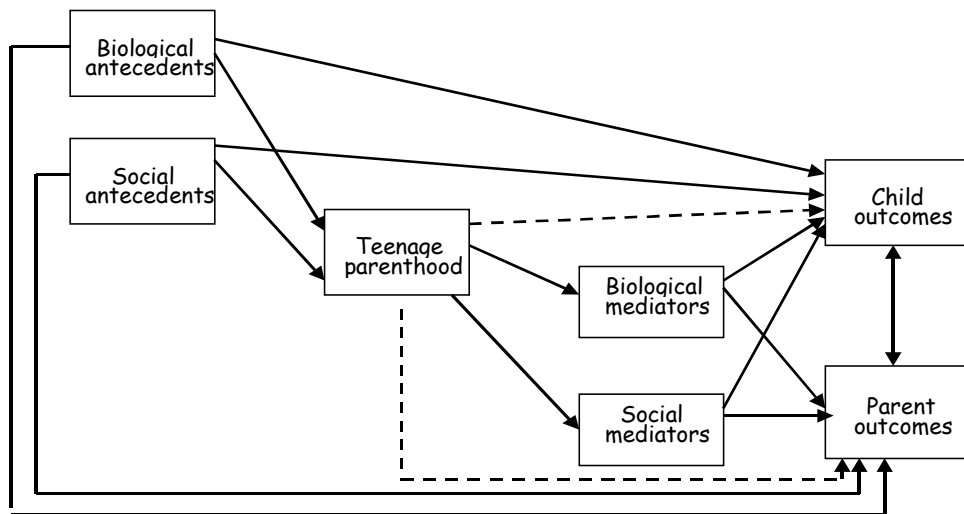 Biological
antecedents
Social
antecedents
Teenage
parenthood
Biological
mediators
Social
mediators
Child
outcomes
Parent
outcomes